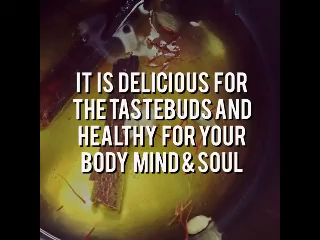 IT IS DELICIOUS FOR
THE TASTEBUDS AND
HEALTHY FOR YOUR
BODY MIND & SOUL